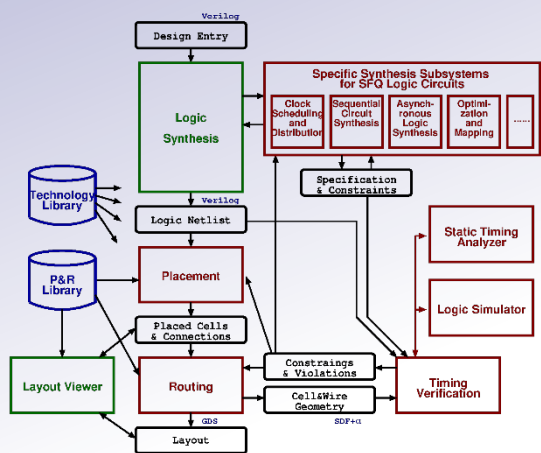 Verilog
Design Entry
Logic
Synthesis
Specific Synthesis Subsystems
for SFQ Logic Circuits
Clock
Scheduling
and
Distribution
Sequential
Circuit
Synthesis
Asynch-
ronous
Logic
Synthesis
Optimi-
zation
and
Mapping
......
Specification
& Constraints
Technology
Library
Verilog
Logic Netlist
Static Timing
Analyzer
P&R
Library
Placement
Logic Simulator
Placed Cells
& Connections
Layout Viewer
Routing
Constraings
& Violations
Timing
Verification
Cell&Wire
Geometry
GDS
SDF+α
Layout